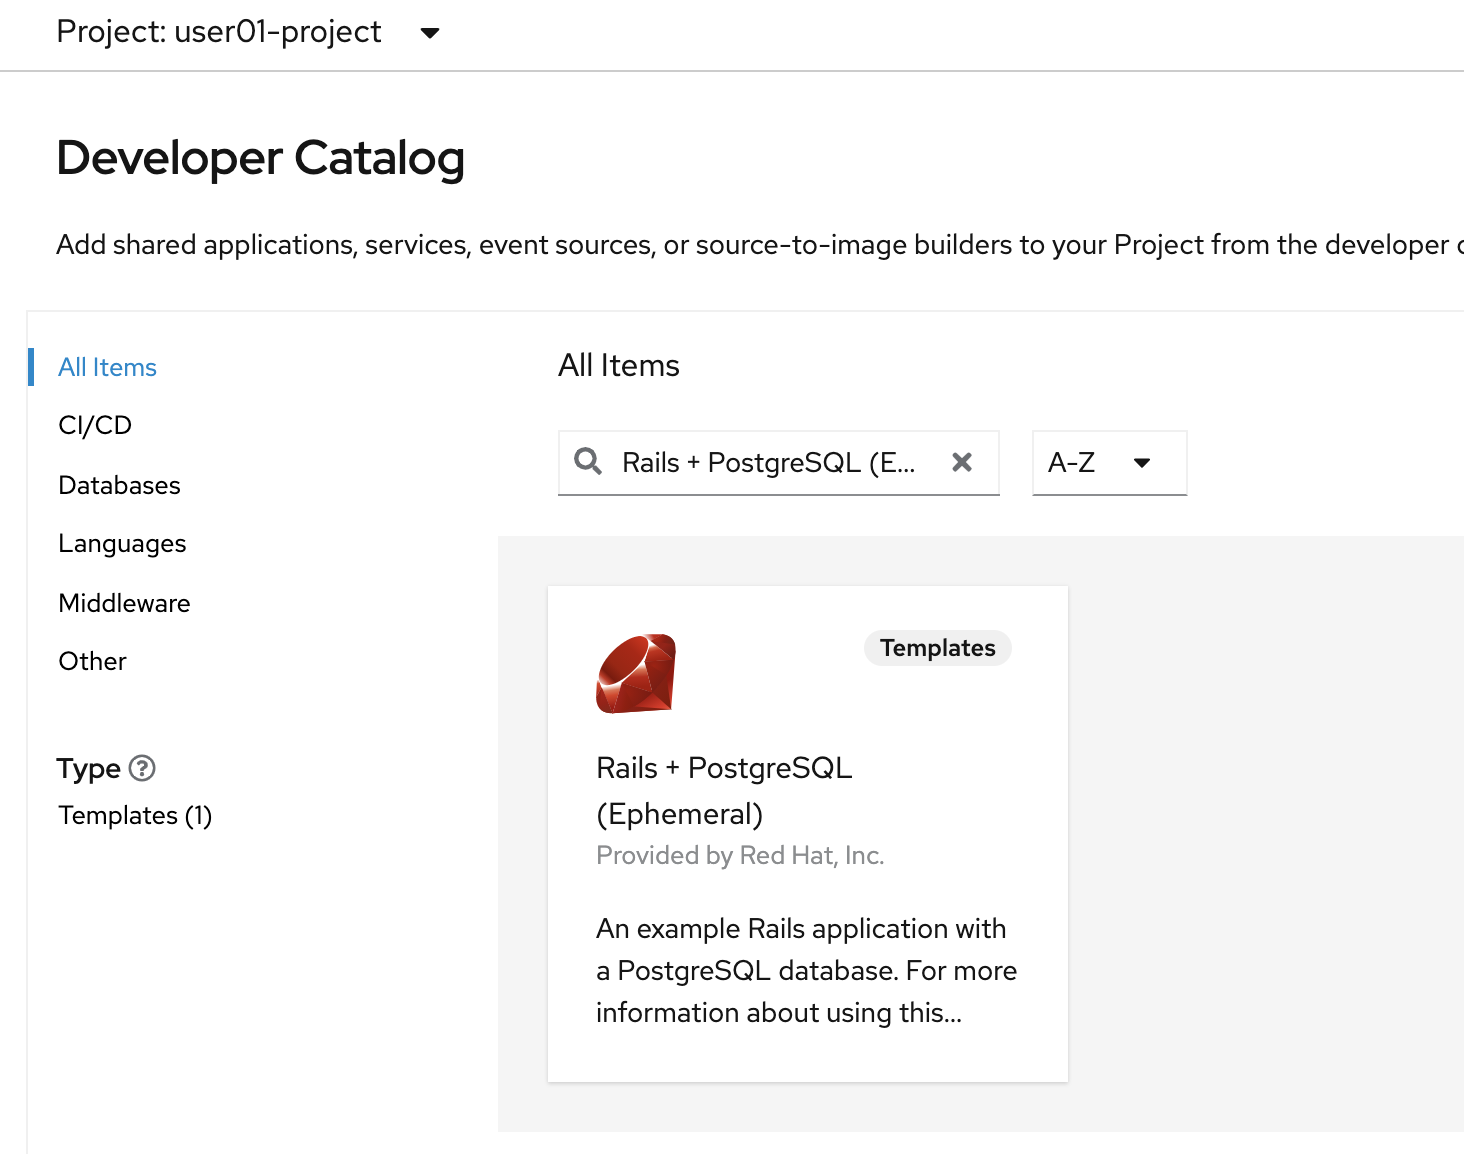 Project: user01-project
Developer Catalog
Add shared applications, services, event sources, or source-to-image builders to your Project from the developer
All Items
CI/CD
Databases
Languages
Middleware
Other
Type
Templates (1)
All Items
Rails + PostgreSQL (E...
A-Z
Templates
Rails + PostgreSQL
(Ephemeral)
Provided by Red Hat, Inc.
An example Rails application with
a PostgreSQL database. For more
information about using this...